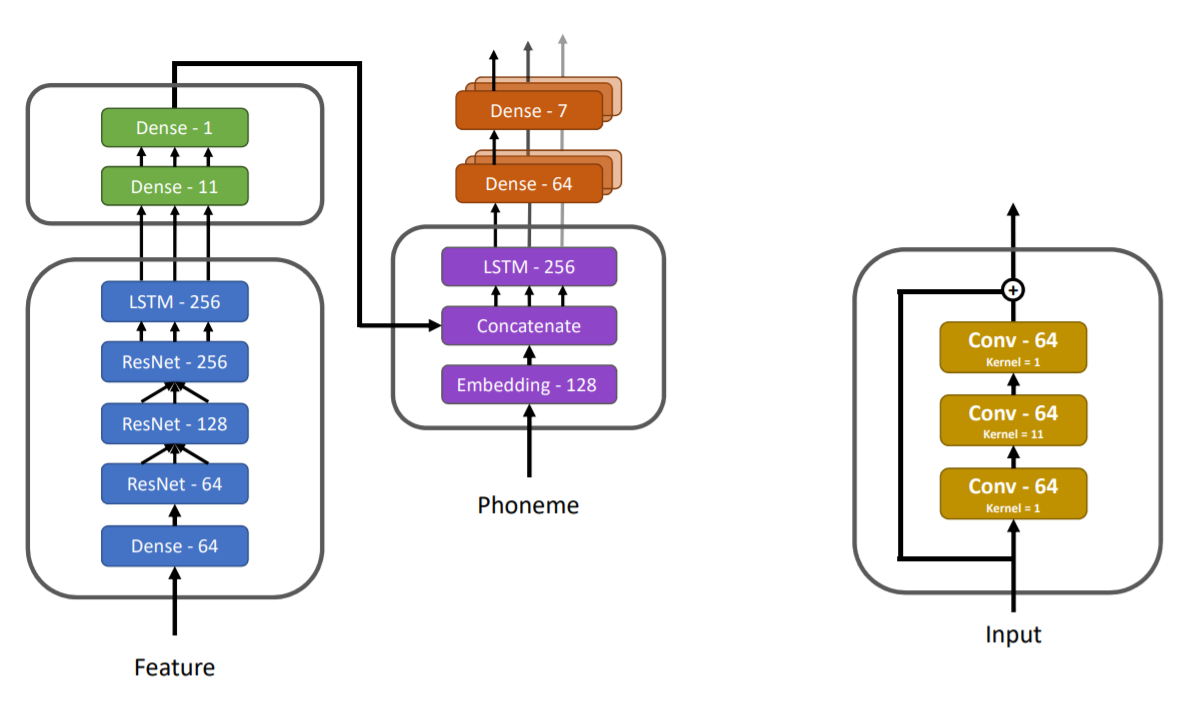 Dense - 1
Dense - 11
LSTM - 256
ResNet - 256
ResNet - 128
ResNet - 64
Dense - 64
Feature
Dense - 7
Dense - 64
LSTM - 256
Concatenate
Embedding - 128
Phoneme
+
Conv - 64
Kernel = 1
Conv - 64
Kernel = 11
Conv - 64
Kernel = 1
Input